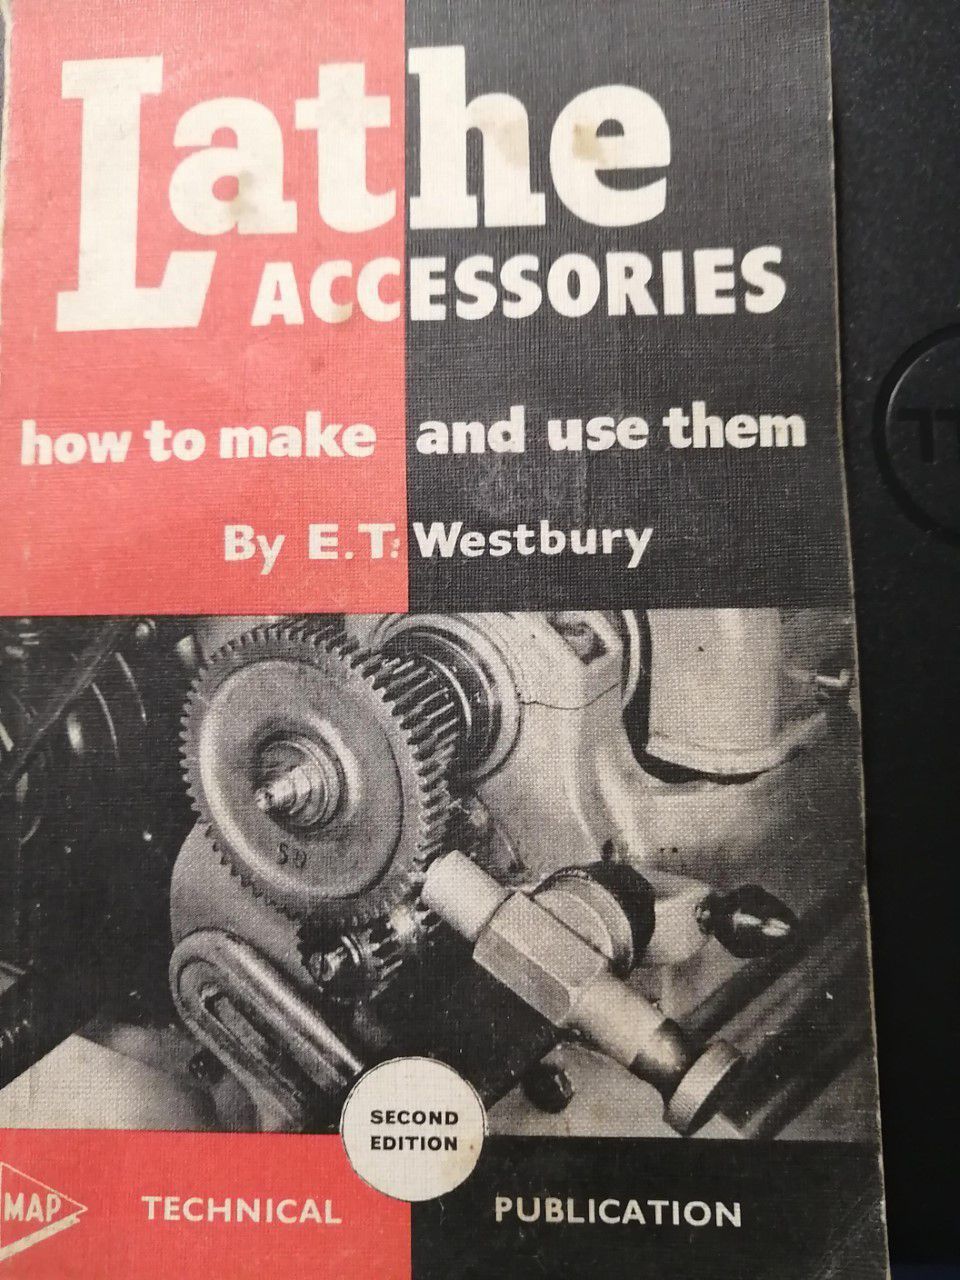 Lathe
ACCESSORIES
how to make and use them
By E.T. Westbury
SECOND
EDITION
MAP
TECHNICAL PUBLICATION